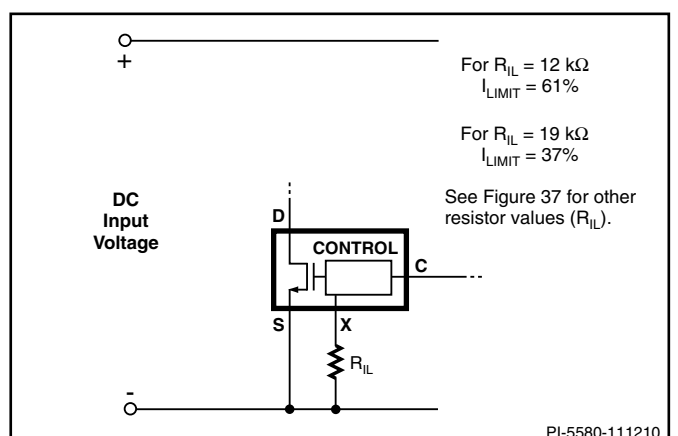 +
For R_IL = 12 kΩ
I_LIMIT = 61%
For R_IL = 19 kΩ
I_LIMIT = 37%
See Figure 37 for other
resistor values (R_IL).
DC
Input
Voltage
D
CONTROL
C
S
X
R_IL
-
PI-5580-111210